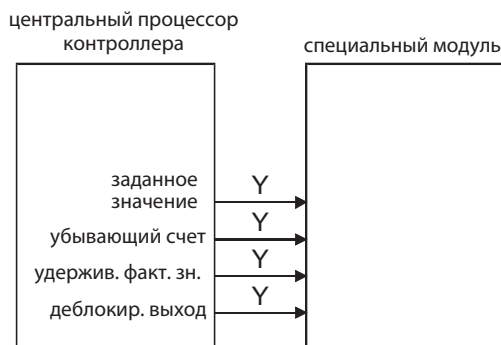 центральный процессор
контроллера
специальный модуль
заданное
значение
Y
убывающий счет
Y
удержив. факт. зн.
Y
деблокир. выход
Y